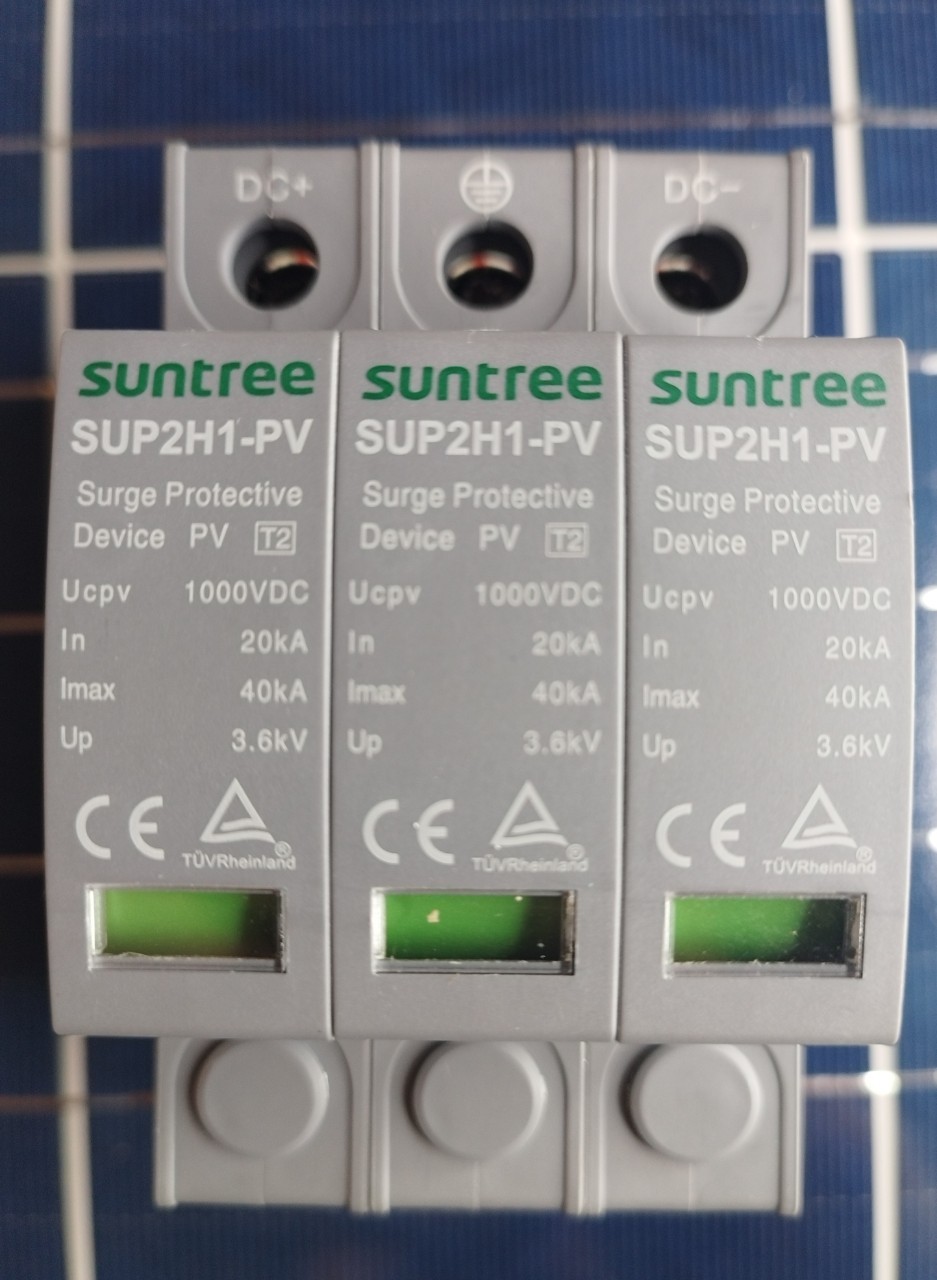 DC+
DC−
suntree
SUP2H1-PV
Surge Protective
Device PV T2
Ucpv 1000VDC
In 20kA
Imax 40kA
Up 3.6kV
CE
TÜVRheinland®
suntree
SUP2H1-PV
Surge Protective
Device PV T2
Ucpv 1000VDC
In 20kA
Imax 40kA
Up 3.6kV
CE
TÜVRheinland®
suntree
SUP2H1-PV
Surge Protective
Device PV T2
Ucpv 1000VDC
In 20kA
Imax 40kA
Up 3.6kV
CE
TÜVRheinland®